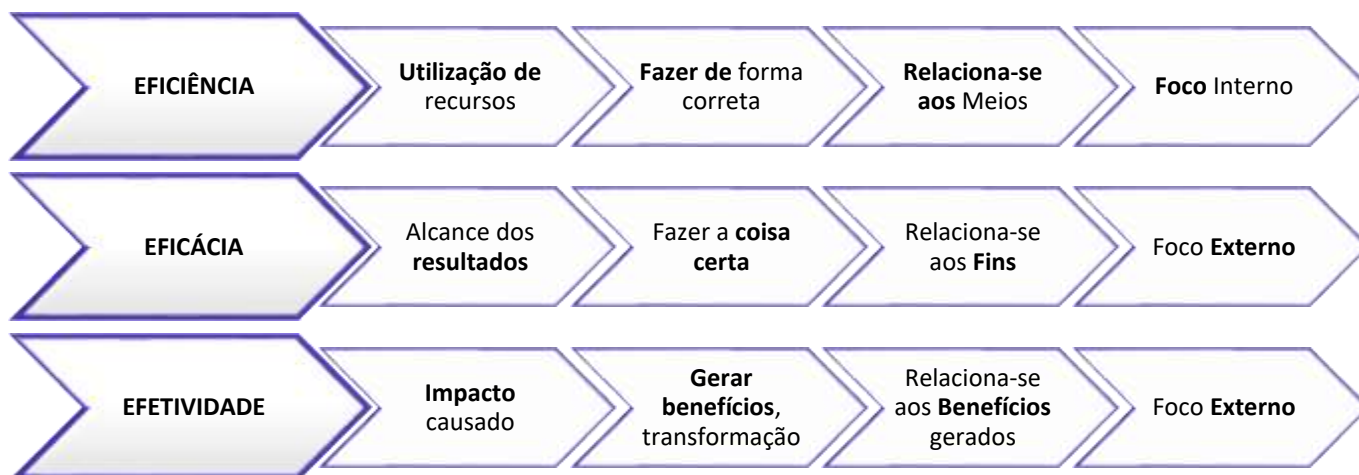 EFICIÊNCIA
Utilização de
recursos
Fazer de forma
correta
Relaciona-se
aos Meios
Foco Interno
EFICÁCIA
Alcance dos
resultados
Fazer a coisa
certa
Relaciona-se
aos Fins
Foco Externo
EFETIVIDADE
Impacto
causado
Gerar
benefícios,
transformação
Relaciona-se
aos Benefícios
gerados
Foco Externo